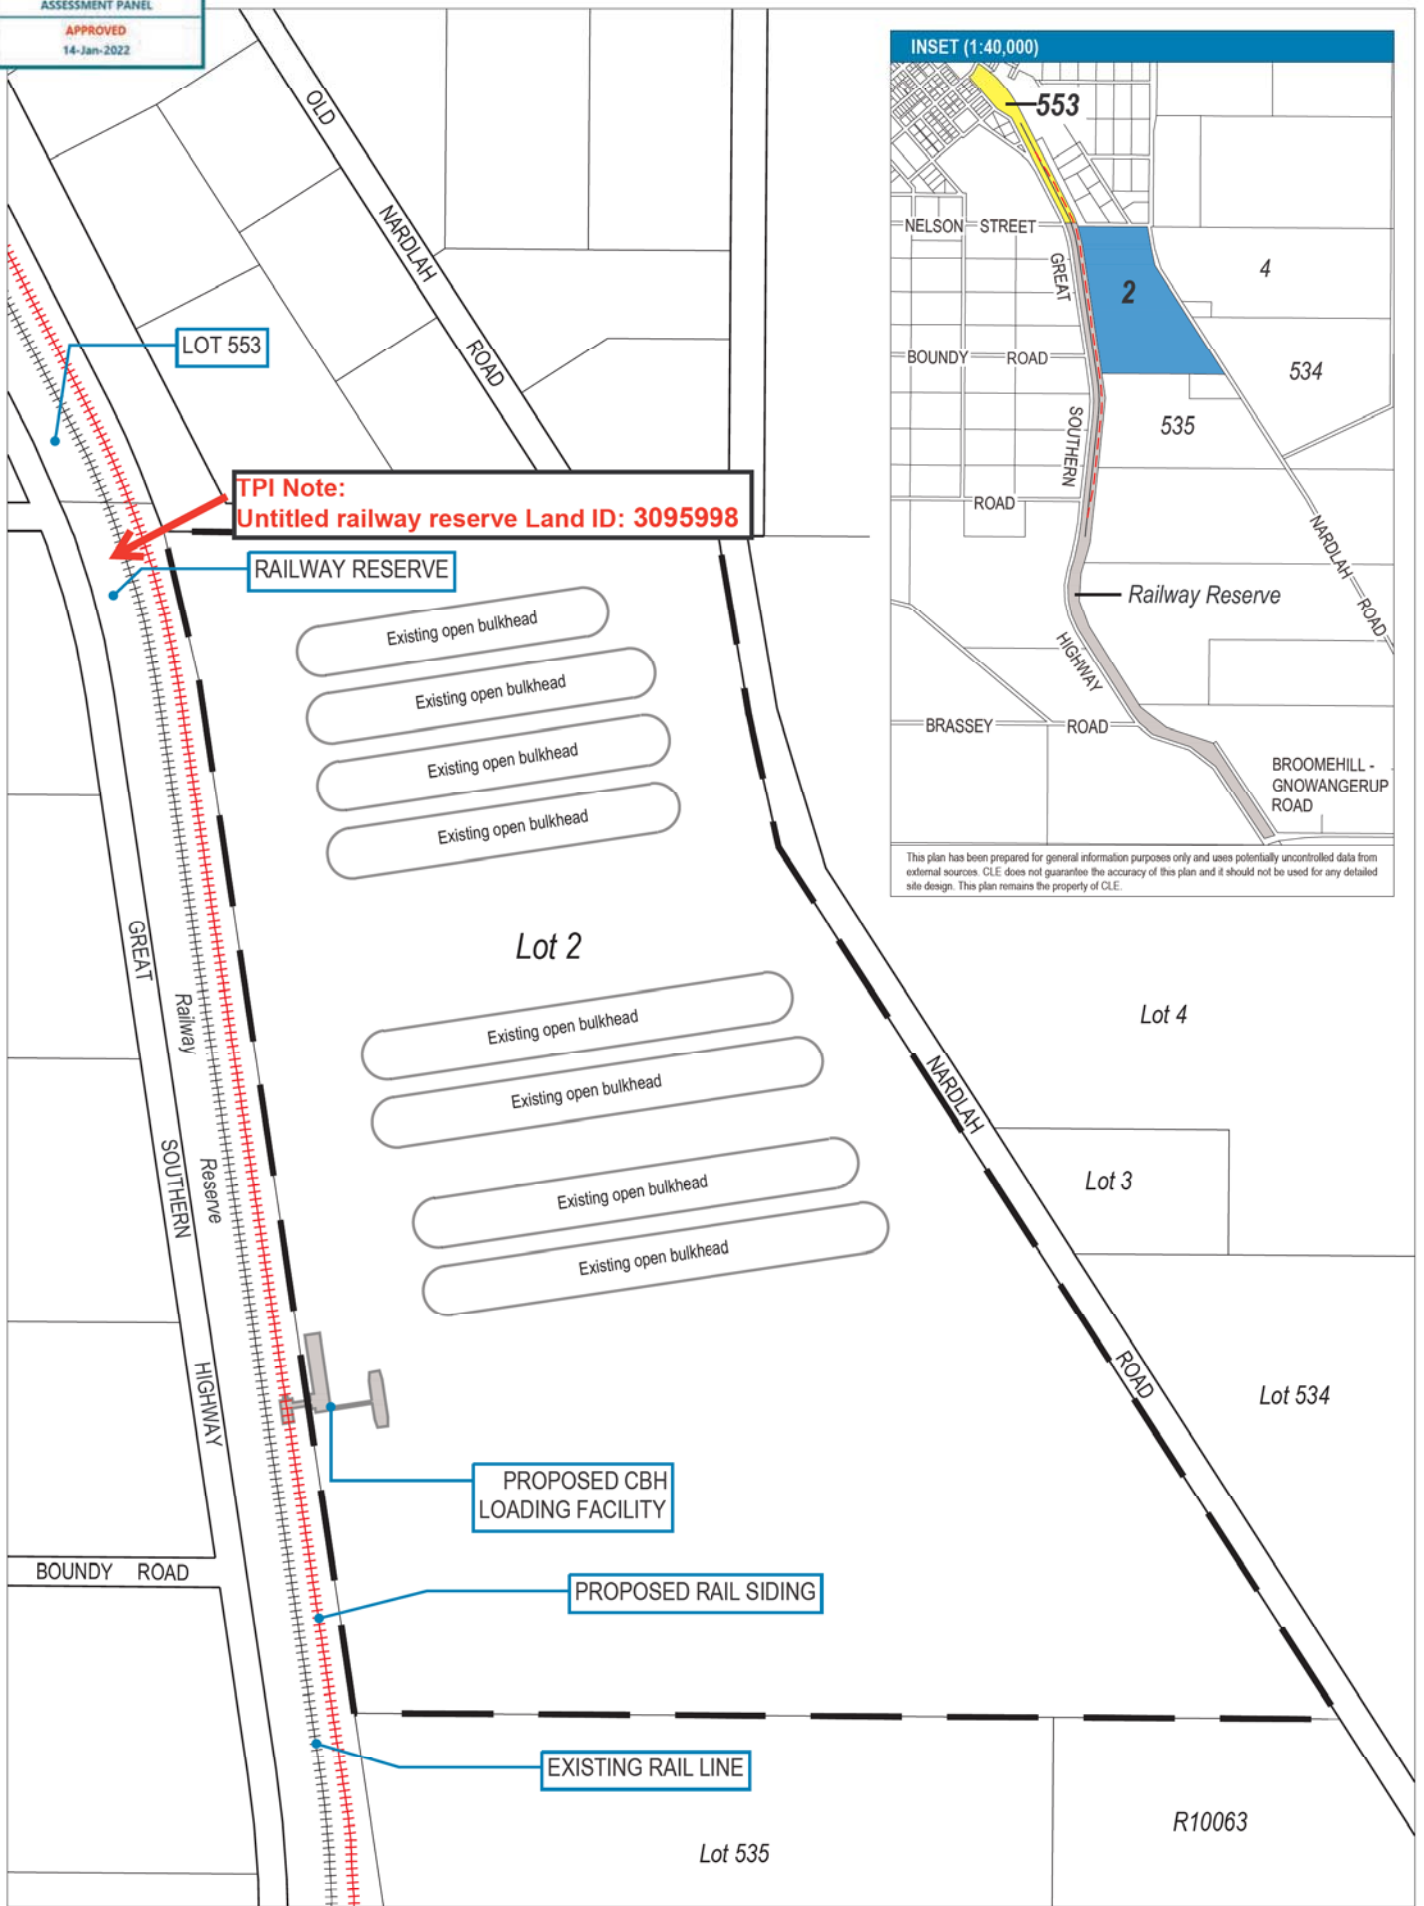 ASSESSMENT PANEL
APPROVED
14-Jan-2022
OLD
NARDLAH
ROAD
LOT 553
TPI Note:
Untitled railway reserve Land ID: 3095998
RAILWAY RESERVE
Existing open bulkhead
Existing open bulkhead
Existing open bulkhead
Existing open bulkhead
Lot 2
GREAT
Railway
SOUTHERN
Reserve
HIGHWAY
Existing open bulkhead
Existing open bulkhead
Existing open bulkhead
Existing open bulkhead
NARDLAH
ROAD
Lot 4
Lot 3
Lot 534
PROPOSED CBH
LOADING FACILITY
BOUNDY ROAD
PROPOSED RAIL SIDING
EXISTING RAIL LINE
Lot 535
R10063
INSET (1:40,000)
553
NELSON STREET
GREAT
2
4
BOUNDY ROAD
534
SOUTHERN
535
ROAD
NARDLAH
ROAD
Railway Reserve
HIGHWAY
BRASSEY ROAD
BROOMEHILL -
GNOWANGERUP
ROAD
This plan has been prepared for general information purposes only and uses potentially uncontrolled data from
external sources. CLE does not guarantee the accuracy of this plan and it should not be used for any detailed
site design. This plan remains the property of CLE.